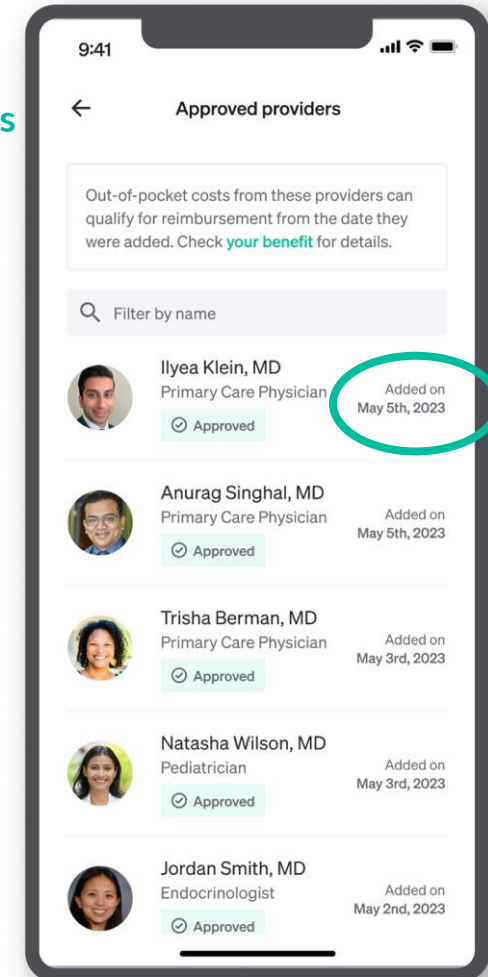 9:41
Approved providers
s
Out-of-pocket costs from these providers can
qualify for reimbursement from the date they
were added. Check your benefit for details.
Filter by name
Ilyea Klein, MD
Primary Care Physician
Approved
Added on
May 5th, 2023
Anurag Singhal, MD
Primary Care Physician
Approved
Added on
May 5th, 2023
Trisha Berman, MD
Primary Care Physician
Approved
Added on
May 3rd, 2023
Natasha Wilson, MD
Pediatrician
Approved
Added on
May 3rd, 2023
Jordan Smith, MD
Endocrinologist
Approved
Added on
May 2nd, 2023